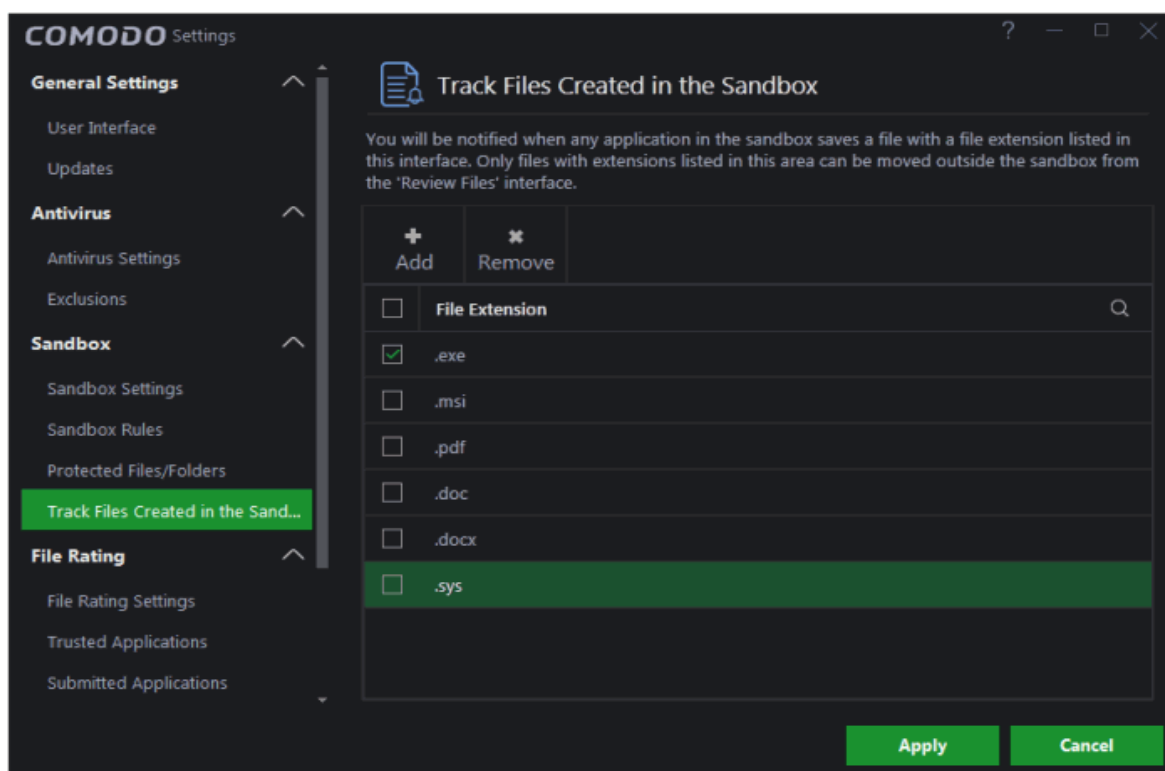 COMODO Settings
?
General Settings
User Interface
Updates
Antivirus
Antivirus Settings
Exclusions
Sandbox
Sandbox Settings
Sandbox Rules
Protected Files/Folders
Track Files Created in the Sand...
File Rating
File Rating Settings
Trusted Applications
Submitted Applications
Track Files Created in the Sandbox
You will be notified when any application in the sandbox saves a file with a file extension listed in
this interface. Only files with extensions listed in this area can be moved outside the sandbox from
the 'Review Files' interface.
Add
Remove
File Extension
.exe
.msi
.pdf
.doc
.docx
.sys
Apply
Cancel